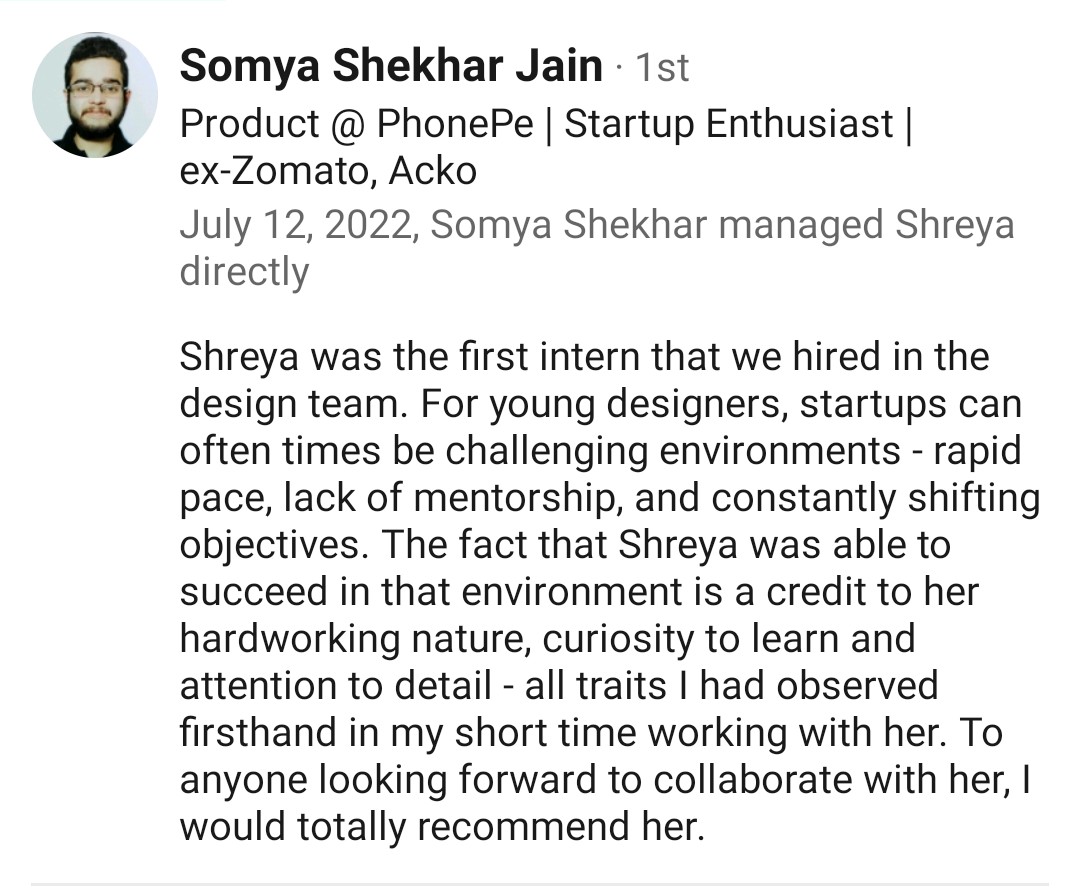 Somya Shekhar Jain · 1st
Product @ PhonePe | Startup Enthusiast |
ex-Zomato, Acko
July 12, 2022, Somya Shekhar managed Shreya
directly
Shreya was the first intern that we hired in the
design team. For young designers, startups can
often times be challenging environments - rapid
pace, lack of mentorship, and constantly shifting
objectives. The fact that Shreya was able to
succeed in that environment is a credit to her
hardworking nature, curiosity to learn and
attention to detail - all traits I had observed
firsthand in my short time working with her. To
anyone looking forward to collaborate with her, I
would totally recommend her.